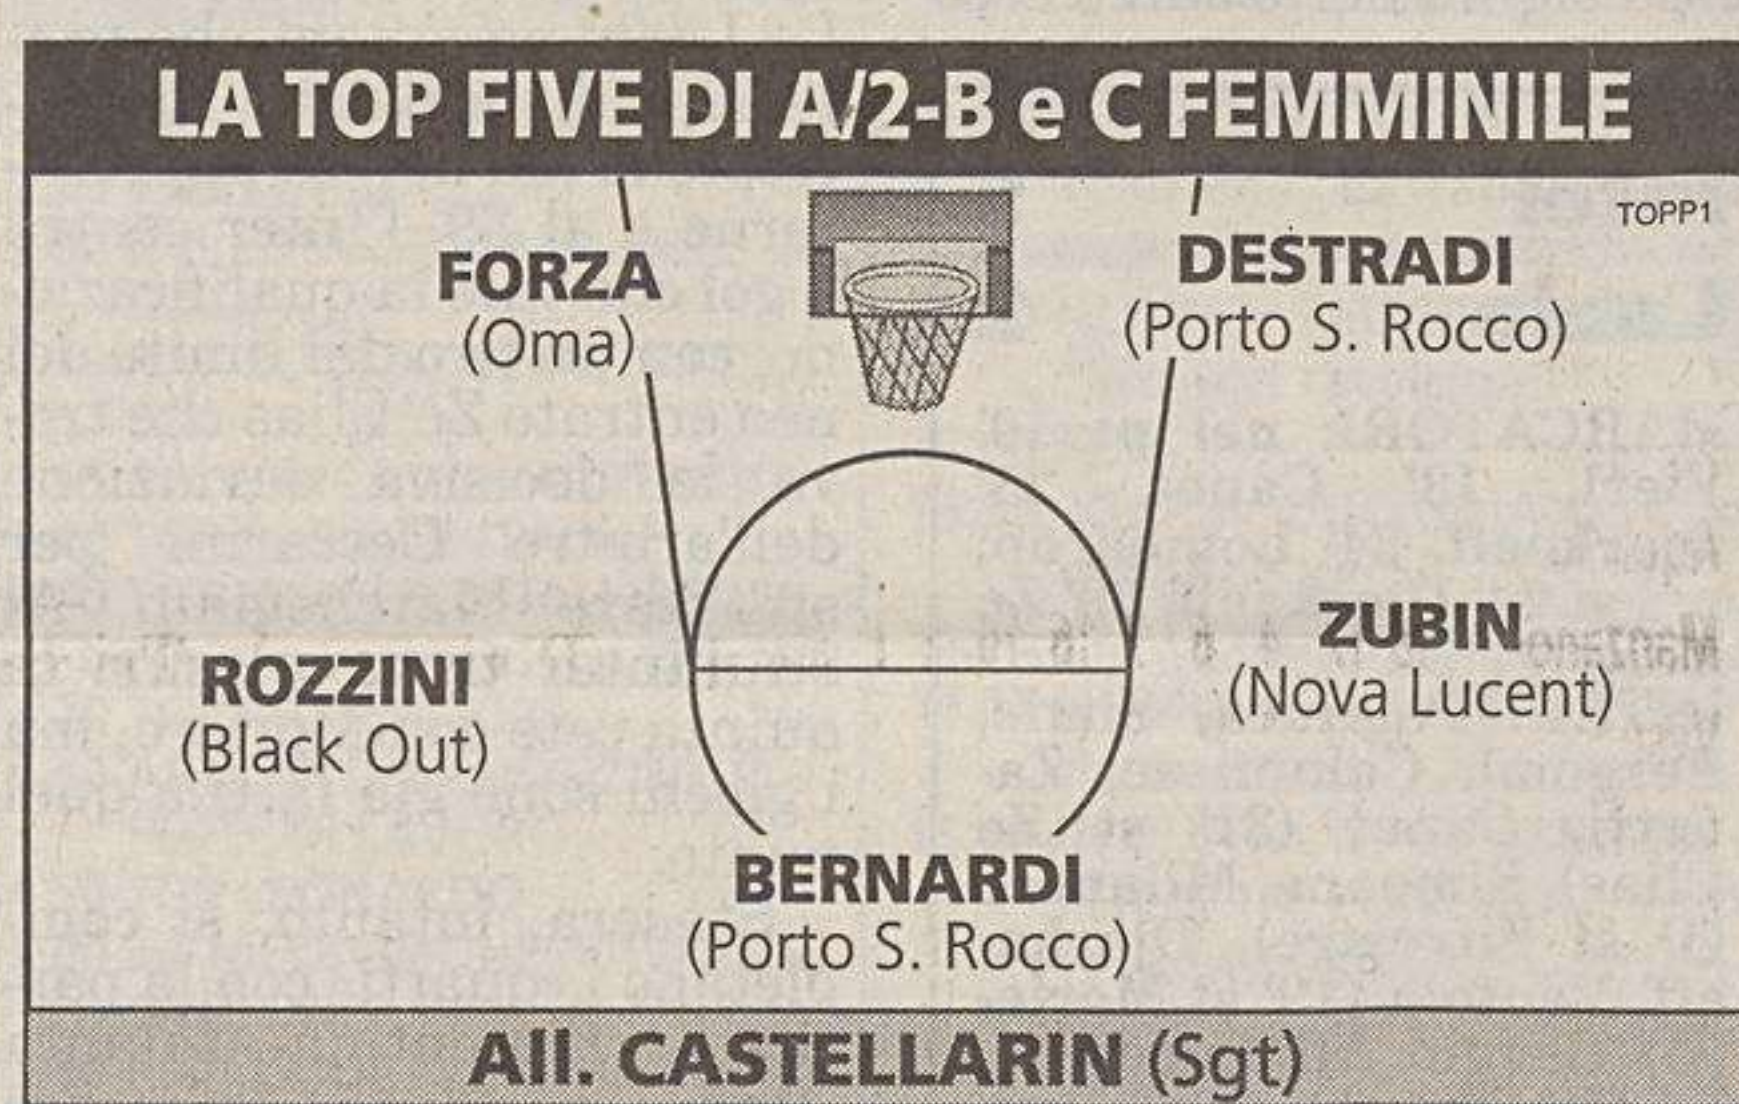 LA TOP FIVE DI A/2-B e C FEMMINILE
TOPP1
FORZA
(Oma)
DESTRADI
(Porto S. Rocco)
ROZZINI
(Black Out)
ZUBIN
(Nova Lucent)
BERNARDI
(Porto S. Rocco)
All. CASTELLARIN (Sgt)